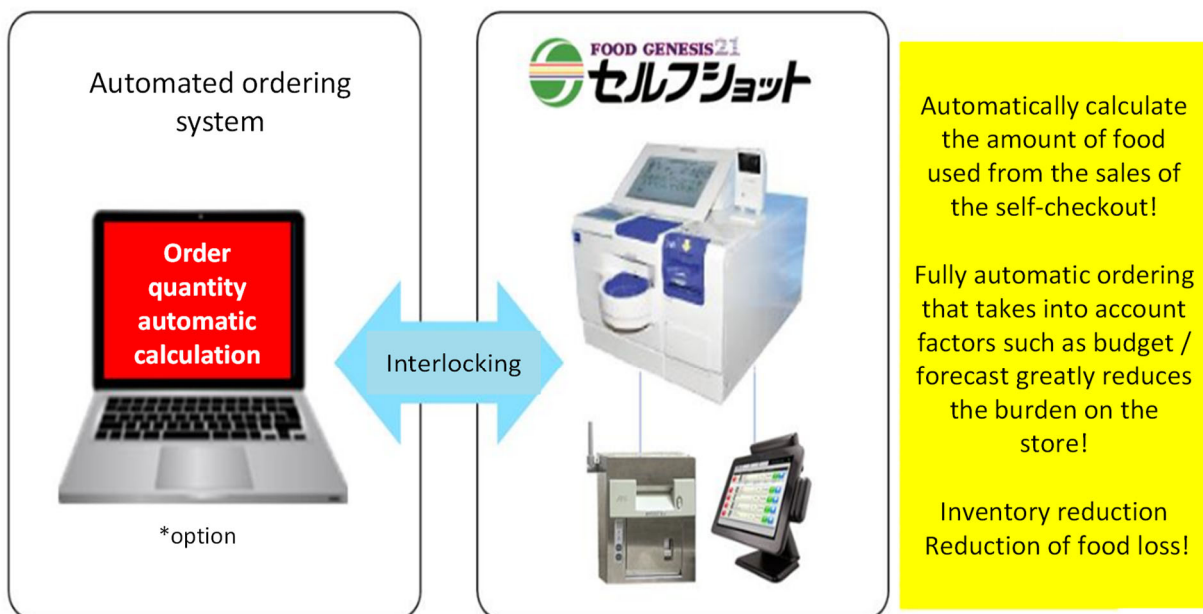 Automated ordering
system
Order
quantity
automatic
calculation
*option
Interlocking
FOOD GENESIS21
セルフショット
Automatically calculate
the amount of food
used from the sales of
the self-checkout!
Fully automatic ordering
that takes into account
factors such as budget /
forecast greatly reduces
the burden on the
store!
Inventory reduction
Reduction of food loss!